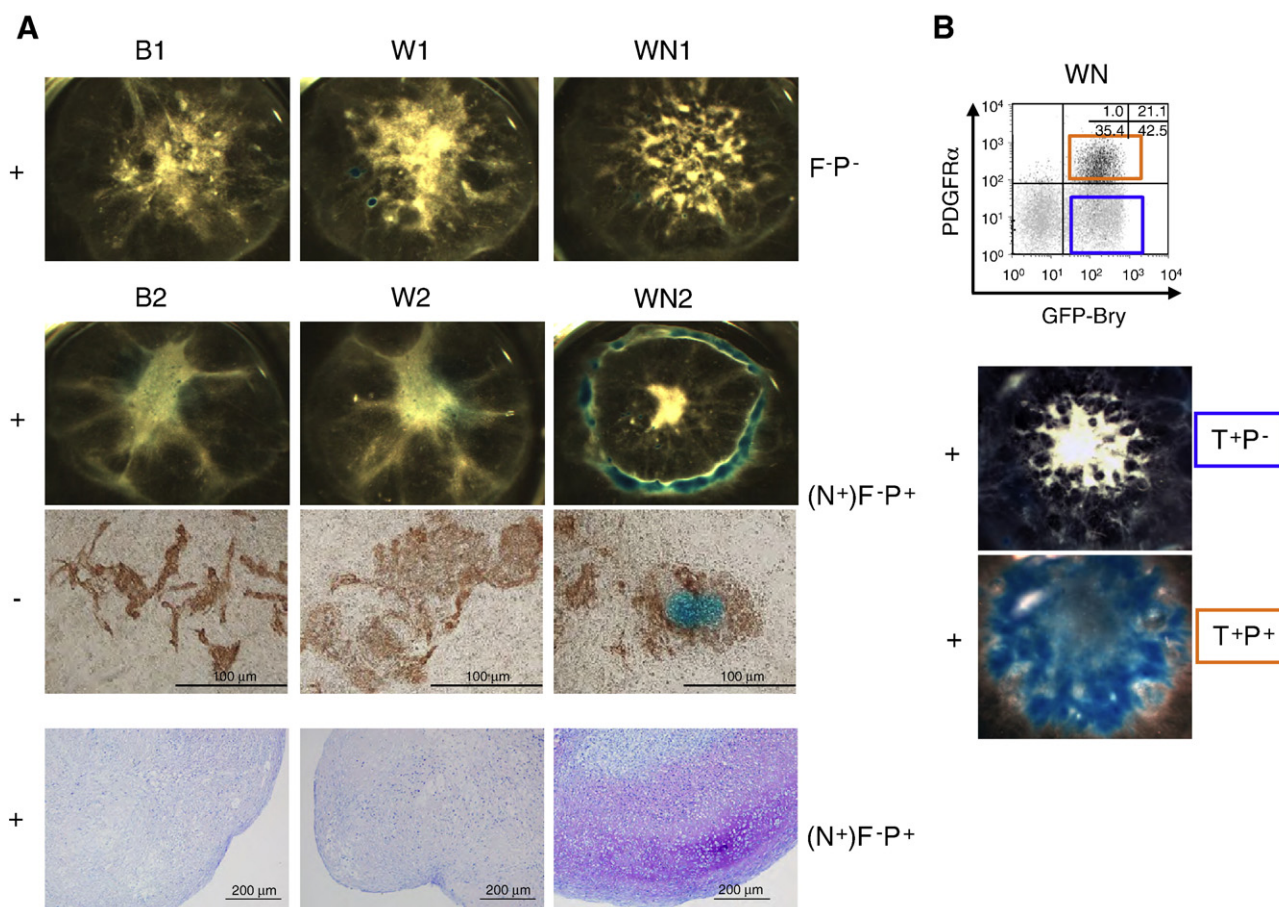 A
B1 W1 WN1
+ F⁻P⁻
B2 W2 WN2
+
(N⁺)F⁻P⁺
-
100 µm 100 µm 100 µm
+
(N⁺)F⁻P⁺
200 µm 200 µm 200 µm
B
WN
10⁴
10³
10²
10¹
10⁰
1.0 21.1
35.4 42.5
PDGFRα
10⁰ 10¹ 10² 10³ 10⁴
GFP-Bry
+ T⁺P⁻
+ T⁺P⁺